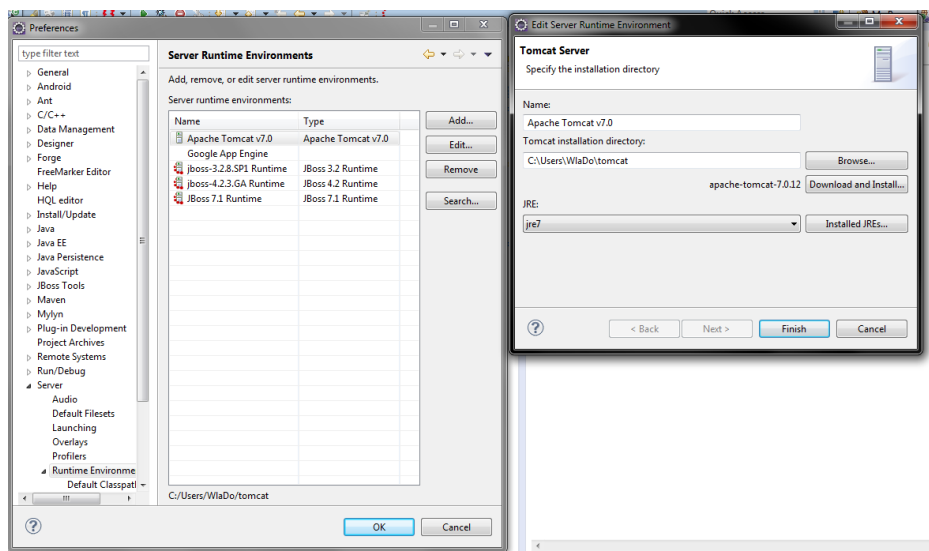 Preferences
type filter text
General
Android
Ant
C/C++
Data Management
Designer
Forge
FreeMarker Editor
Help
HQL editor
Install/Update
Java
Java EE
Java Persistence
JavaScript
JBoss Tools
Maven
Mylyn
Plug-in Development
Project Archives
Remote Systems
Run/Debug
Server
Audio
Default Filesets
Launching
Overlays
Profilers
Runtime Environme
Default Classpatl
Server Runtime Environments
Add, remove, or edit server runtime environments.
Server runtime environments:
Name Type
Apache Tomcat v7.0 Apache Tomcat v7.0
Google App Engine
jboss-3.2.8.SP1 Runtime JBoss 3.2 Runtime
jboss-4.2.3.GA Runtime JBoss 4.2 Runtime
JBoss 7.1 Runtime JBoss 7.1 Runtime
Add...
Edit...
Remove
Search...
C:/Users/WlaDo/tomcat
OK Cancel
Edit Server Runtime Environment
Tomcat Server
Specify the installation directory
Name:
Apache Tomcat v7.0
Tomcat installation directory:
C:\Users\WlaDo\tomcat Browse...
apache-tomcat-7.0.12 Download and Install...
JRE:
jre7 Installed JREs...
< Back Next > Finish Cancel